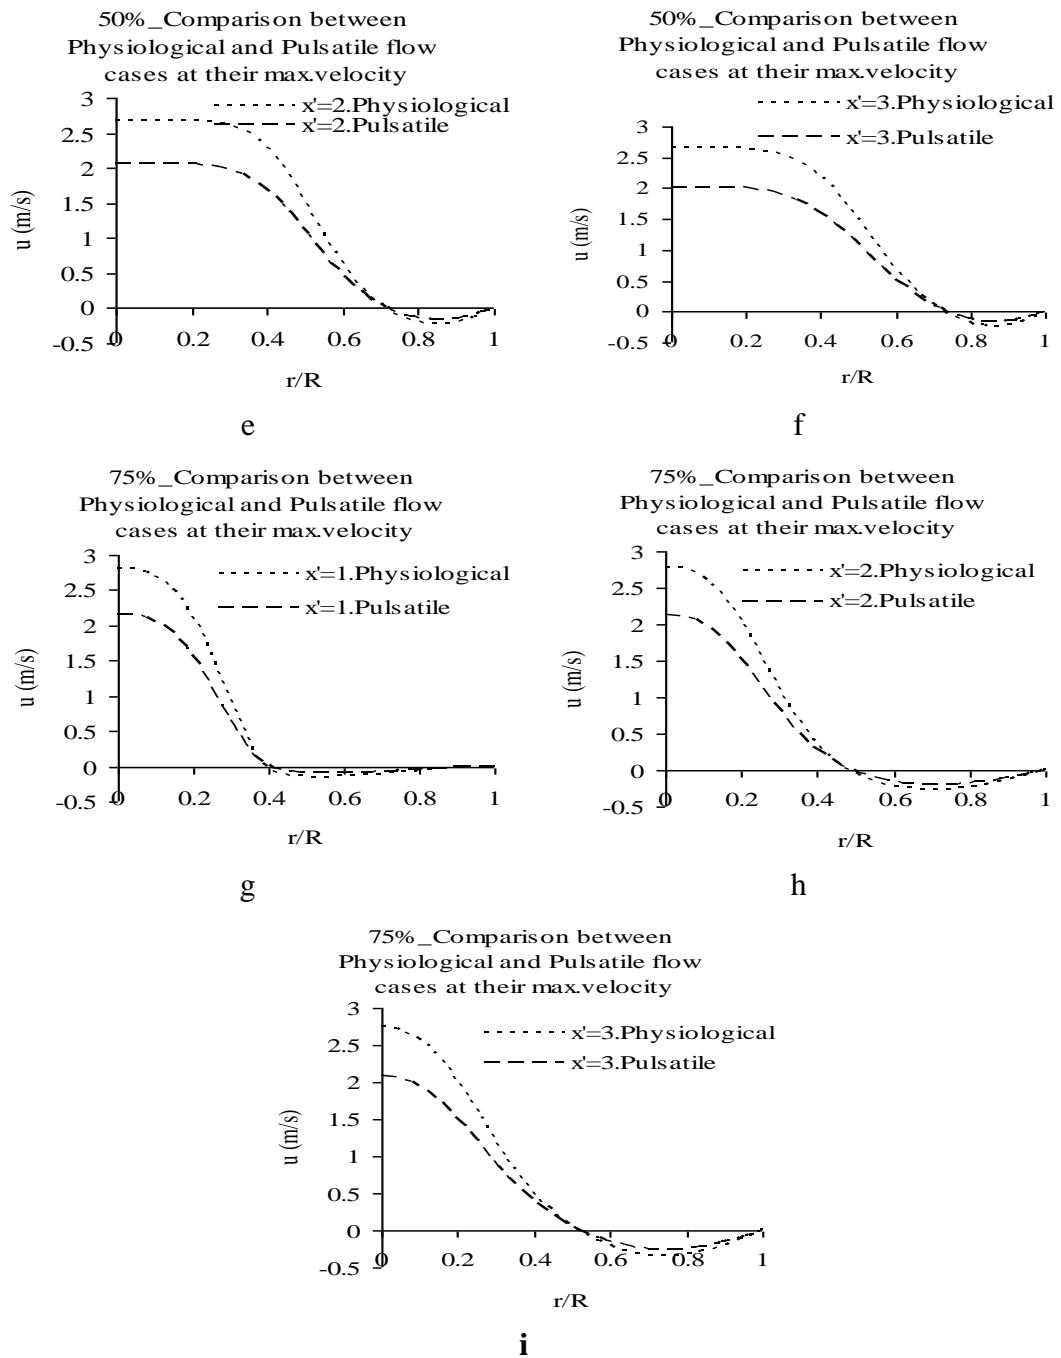 50%_Comparison between
Physiological and Pulsatile flow
cases at their max.velocity
x'=2.Physiological
x'=2.Pulsatile
3
2.5
2
1.5
1
0.5
0
-0.5
u (m/s)
0 0.2 0.4 0.6 0.8 1
r/R
e
50%_Comparison between
Physiological and Pulsatile flow
cases at their max.velocity
x'=3.Physiological
x'=3.Pulsatile
3
2.5
2
1.5
1
0.5
0
-0.5
u (m/s)
0 0.2 0.4 0.6 0.8 1
r/R
f
75%_Comparison between
Physiological and Pulsatile flow
cases at their max.velocity
x'=1.Physiological
x'=1.Pulsatile
3
2.5
2
1.5
1
0.5
0
-0.5
u (m/s)
0 0.2 0.4 0.6 0.8 1
r/R
g
75%_Comparison between
Physiological and Pulsatile flow
cases at their max.velocity
x'=2.Physiological
x'=2.Pulsatile
3
2.5
2
1.5
1
0.5
0
-0.5
u (m/s)
0 0.2 0.4 0.6 0.8 1
r/R
h
75%_Comparison between
Physiological and Pulsatile flow
cases at their max.velocity
x'=3.Physiological
x'=3.Pulsatile
3
2.5
2
1.5
1
0.5
0
-0.5
u (m/s)
0 0.2 0.4 0.6 0.8 1
r/R
i